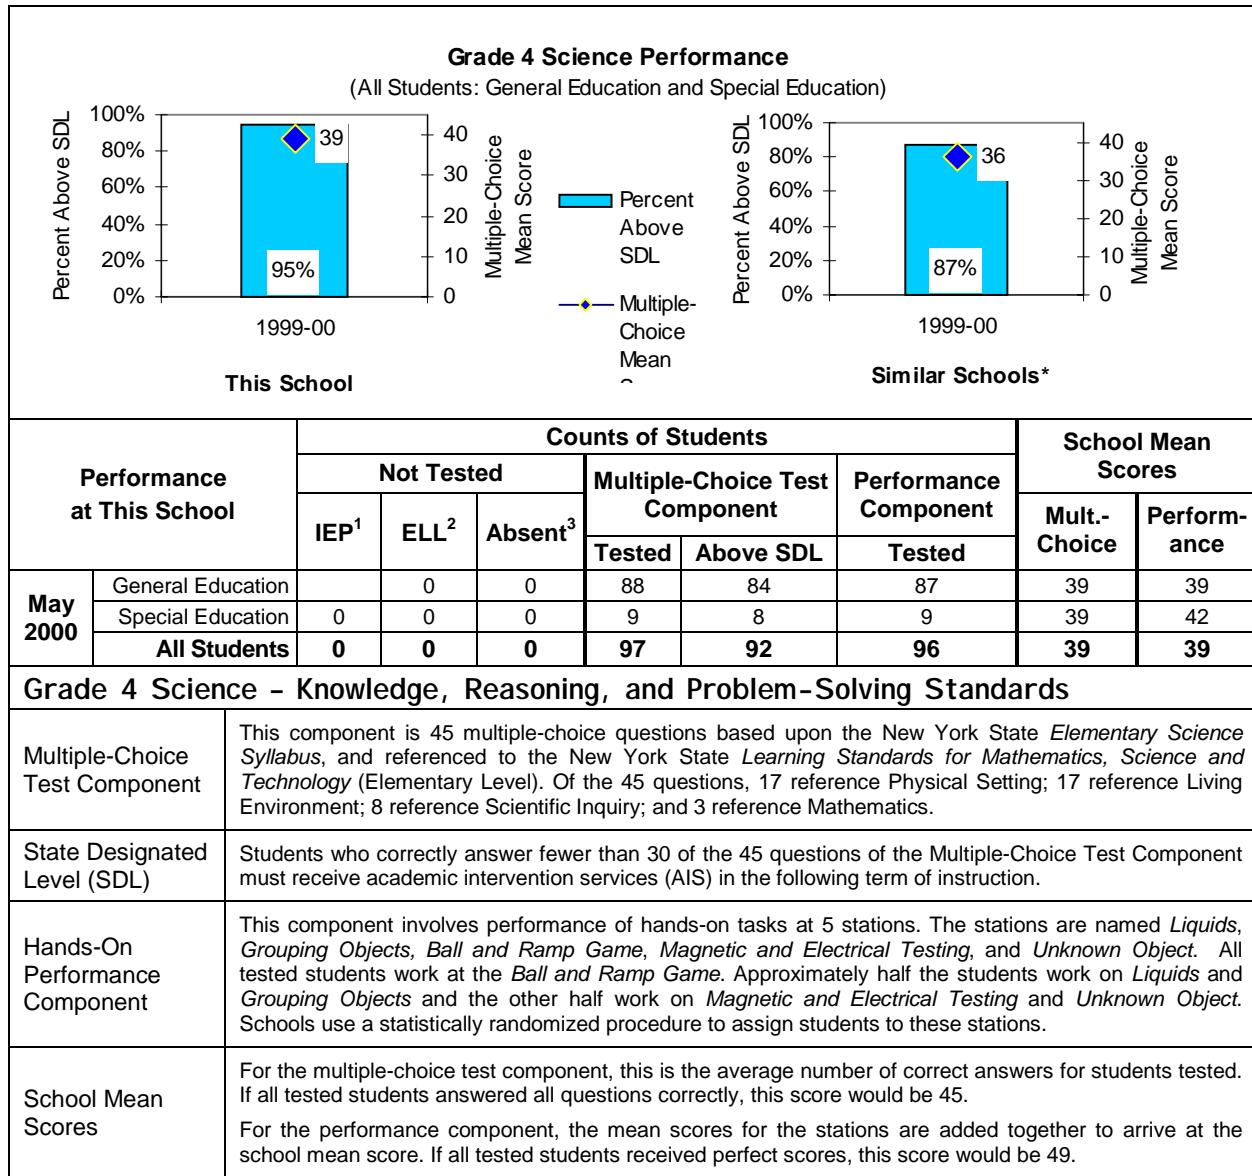 Grade 4 Science Performance
(All Students: General Education and Special Education)
100%
80%
60%
40%
20%
0%
Percent Above SDL
39
95%
40
30
20
10
0
Multiple-Choice
Mean Score
1999-00
This School
Percent
Above
SDL
Multiple-
Choice
Mean
100%
80%
60%
40%
20%
0%
Percent Above SDL
36
87%
40
30
20
10
0
Multiple-Choice
Mean Score
1999-00
Similar Schools*
Performance
at This School
Counts of Students
School Mean
Scores
Not Tested
Multiple-Choice Test
Component
Performance
Component
IEP1 ELL2 Absent3
Tested Above SDL Tested
Mult.-
Choice
Perform-
ance
May
2000
General Education 0 0 88 84 87 39 39
Special Education 0 0 0 9 8 9 39 42
All Students 0 0 0 97 92 96 39 39
Grade 4 Science – Knowledge, Reasoning, and Problem-Solving Standards
Multiple-Choice
Test Component
This component is 45 multiple-choice questions based upon the New York State Elementary Science
Syllabus, and referenced to the New York State Learning Standards for Mathematics, Science and
Technology (Elementary Level). Of the 45 questions, 17 reference Physical Setting; 17 reference Living
Environment; 8 reference Scientific Inquiry; and 3 reference Mathematics.
State Designated
Level (SDL)
Students who correctly answer fewer than 30 of the 45 questions of the Multiple-Choice Test Component
must receive academic intervention services (AIS) in the following term of instruction.
Hands-On
Performance
Component
This component involves performance of hands-on tasks at 5 stations. The stations are named Liquids,
Grouping Objects, Ball and Ramp Game, Magnetic and Electrical Testing, and Unknown Object. All
tested students work at the Ball and Ramp Game. Approximately half the students work on Liquids and
Grouping Objects and the other half work on Magnetic and Electrical Testing and Unknown Object.
Schools use a statistically randomized procedure to assign students to these stations.
School Mean
Scores
For the multiple-choice test component, this is the average number of correct answers for students tested.
If all tested students answered all questions correctly, this score would be 45.
For the performance component, the mean scores for the stations are added together to arrive at the
school mean score. If all tested students received perfect scores, this score would be 49.